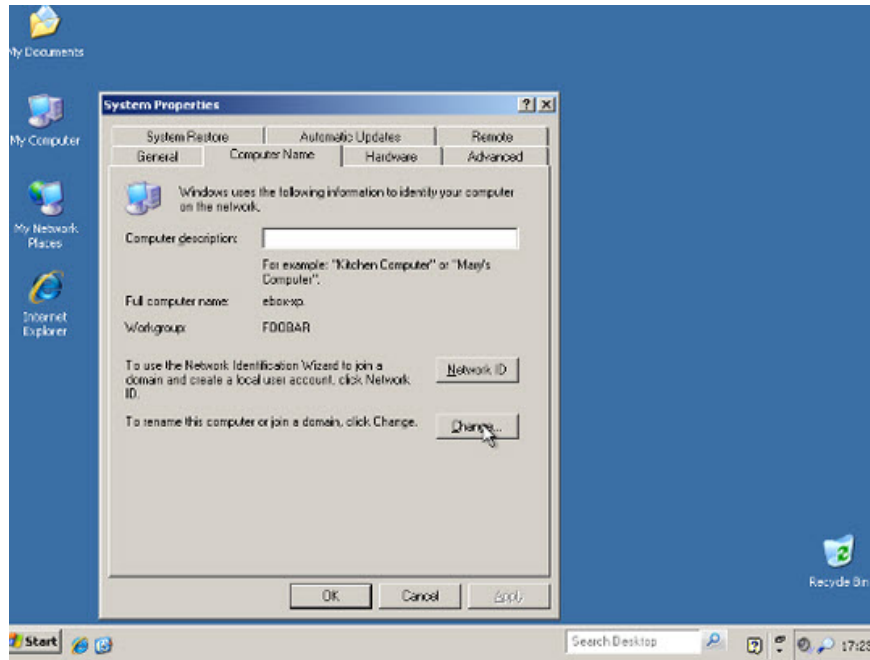 My Documents
My Computer
My Network
Places
Internet
Explorer
System Properties
System Restore
Automatic Updates
Remote
General
Computer Name
Hardware
Advanced
Windows uses the following information to identify your computer
on the network.
Computer description:
For example: "Kitchen Computer" or "Mary's
Computer".
Full computer name:
ebox-xp.
Workgroup:
FOOBAR
To use the Network Identification Wizard to join a
domain and create a local user account, click Network
ID.
Network ID
To rename this computer or join a domain, click Change.
Change...
OK
Cancel
Apply
Recycle Bin
Start
Search Desktop
17:23